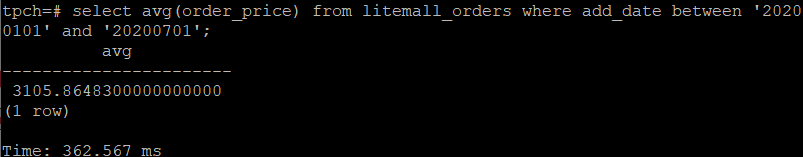 tpch=# select avg(order_price) from litemall_orders where add_date between '2020
0101' and '20200701';
avg
-----------------------
3105.8648300000000000
(1 row)
Time: 362.567 ms